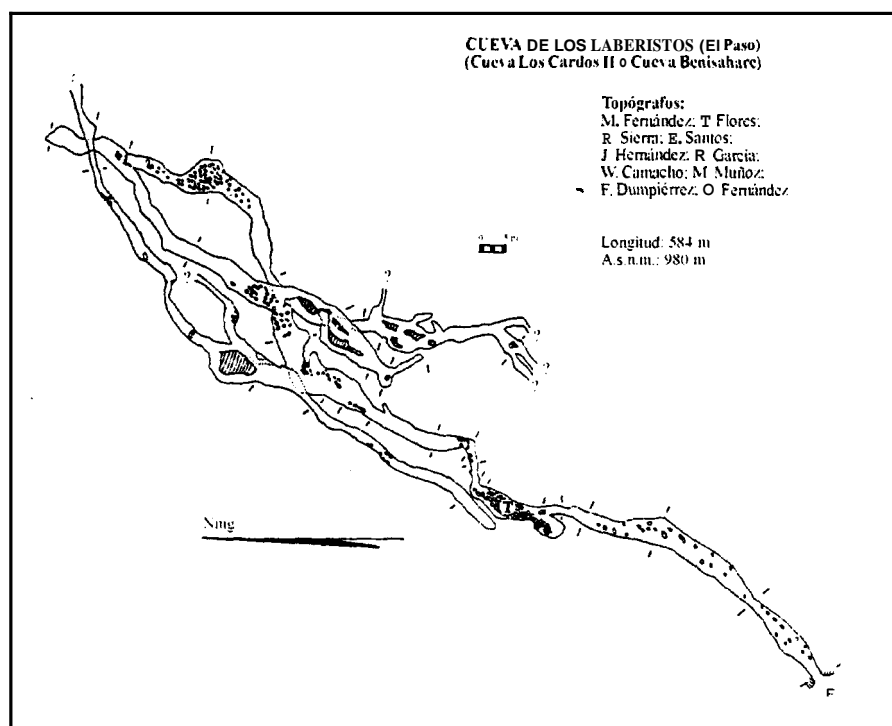 CUEVA DE LOS LABERISTOS (El Paso)
(Cueva Los Cardos II o Cueva Benisahare)
Topógrafos:
M. Fernández; T Flores;
R Sierra; E. Santos;
J Hernández; R García;
W. Camacho; M Muñoz;
F. Dumpiérrez; O Fernández
Longitud: 584 m
A.s.n.m.: 980 m
?
?
?
?
?
?
T
Nmg
E